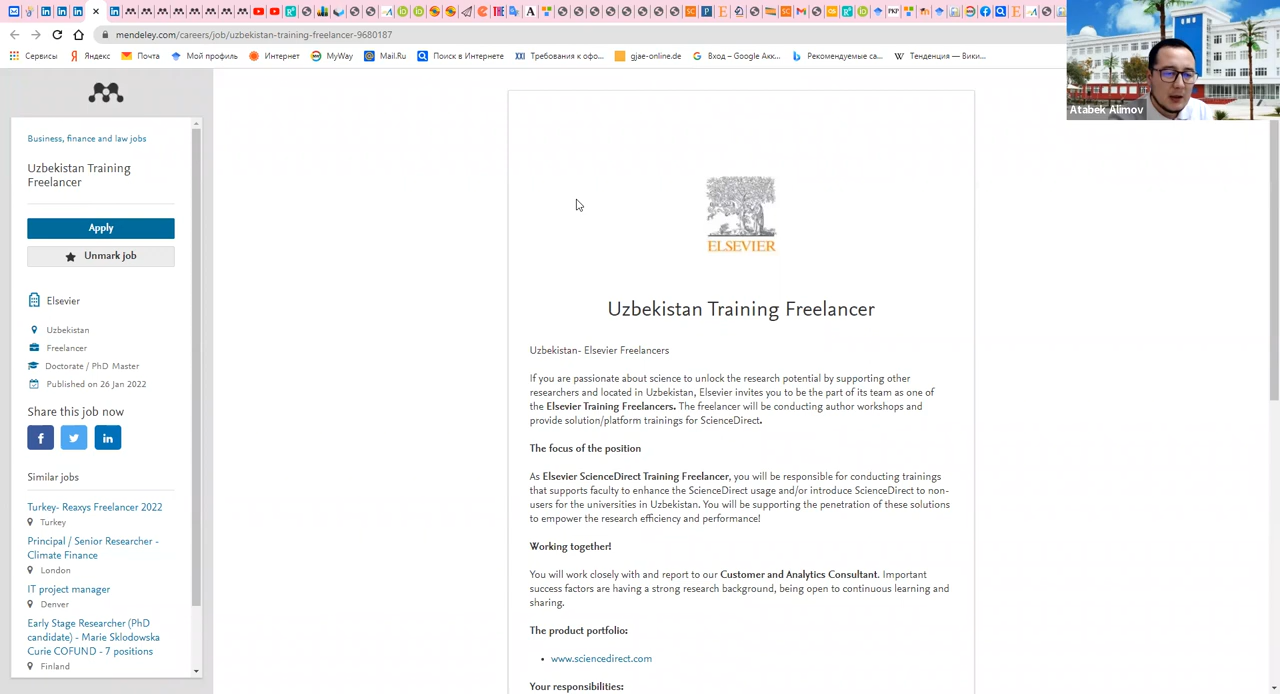 mendeley.com/careers/job/uzbekistan-training-freelancer-9680187
Сервисы
Яндекс
Почта
Мой профиль
Интернет
MyWay
Mail.Ru
Поиск в Интернете
Требования к офо...
gjae-online.de
Вход – Google Акк...
Рекомендуемые са...
Тенденция — Вики...
Atabek Alimov
Business, finance and law jobs
Uzbekistan Training
Freelancer
Apply
Unmark job
Elsevier
Uzbekistan
Freelancer
Doctorate / PhD Master
Published on 26 Jan 2022
Share this job now
Similar jobs
Turkey- Reaxys Freelancer 2022
Turkey
Principal / Senior Researcher -
Climate Finance
London
IT project manager
Denver
Early Stage Researcher (PhD
candidate) - Marie Sklodowska
Curie COFUND - 7 positions
Finland
ELSEVIER
Uzbekistan Training Freelancer
Uzbekistan- Elsevier Freelancers
If you are passionate about science to unlock the research potential by supporting other
researchers and located in Uzbekistan, Elsevier invites you to be the part of its team as one of
the Elsevier Training Freelancers. The freelancer will be conducting author workshops and
provide solution/platform trainings for ScienceDirect.
The focus of the position
As Elsevier ScienceDirect Training Freelancer, you will be responsible for conducting trainings
that supports faculty to enhance the ScienceDirect usage and/or introduce ScienceDirect to non-
users for the universities in Uzbekistan. You will be supporting the penetration of these solutions
to empower the research efficiency and performance!
Working together!
You will work closely with and report to our Customer and Analytics Consultant. Important
success factors are having a strong research background, being open to continuous learning and
sharing.
The product portfolio:
• www.sciencedirect.com
Your responsibilities: